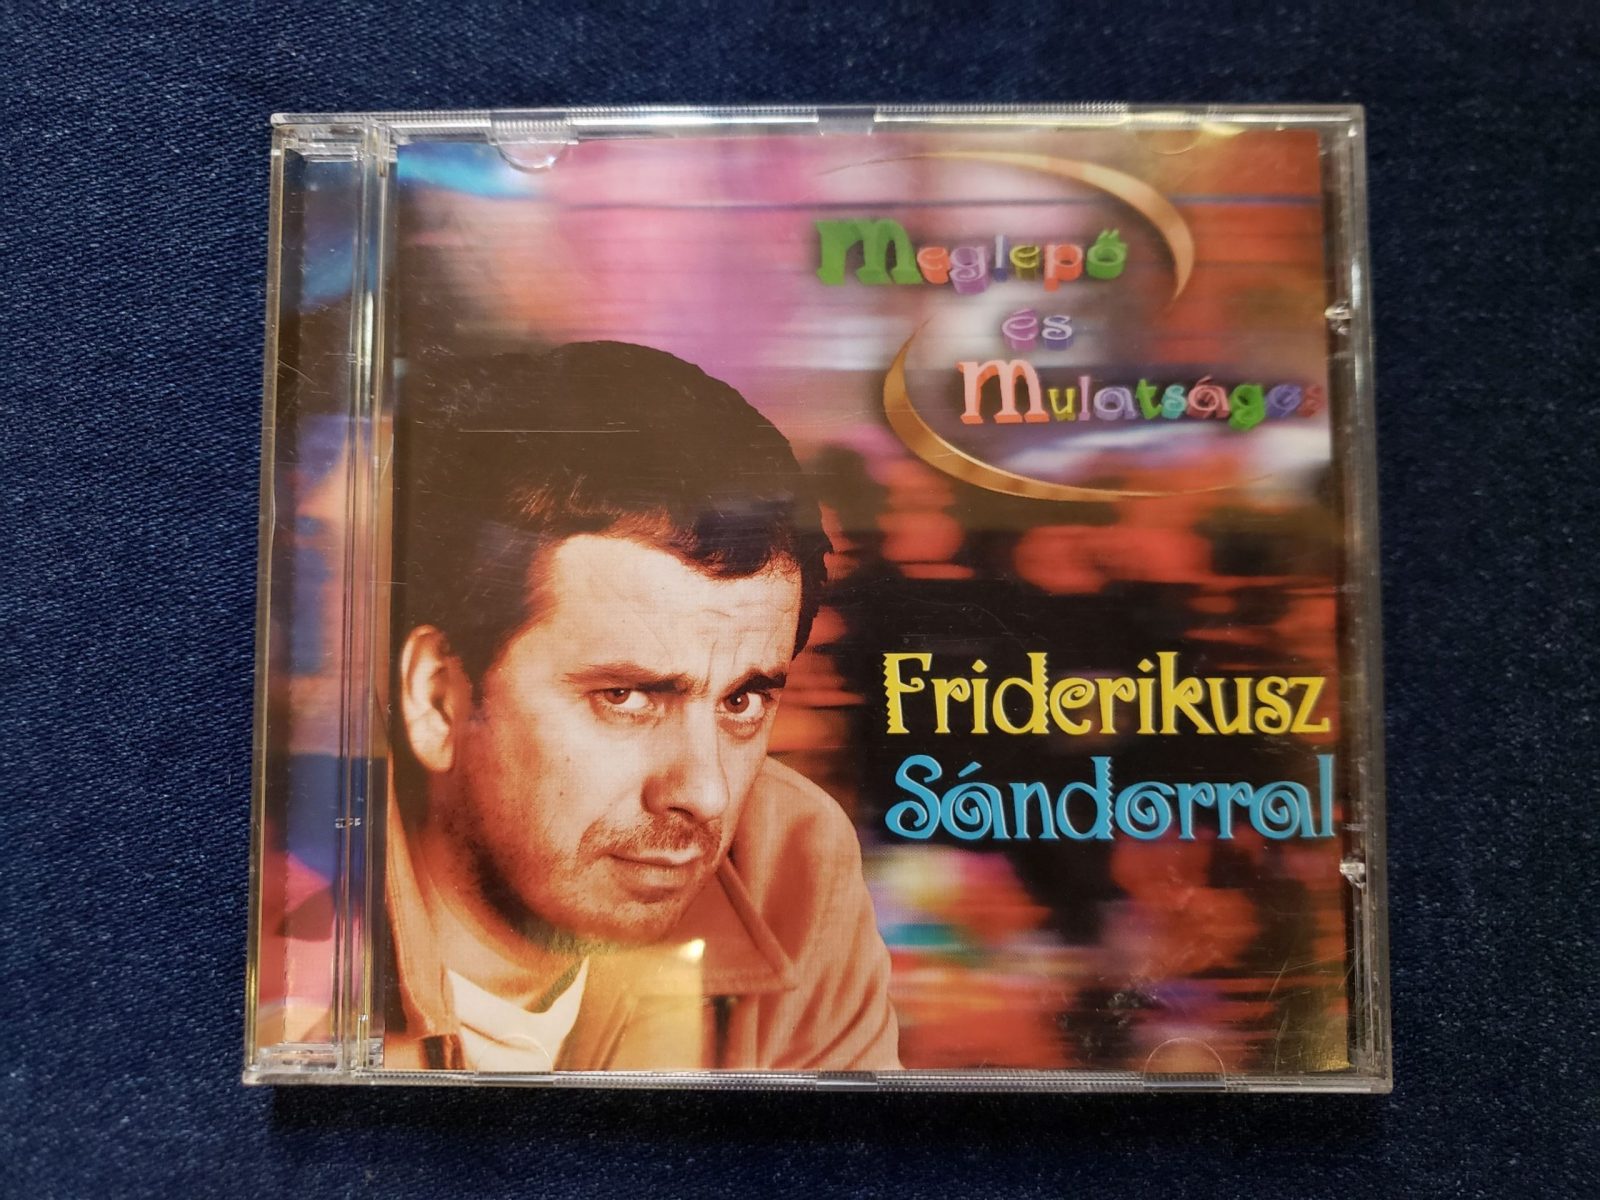 Meglepő
és
Mulatságos
Friderikusz
Sándorral